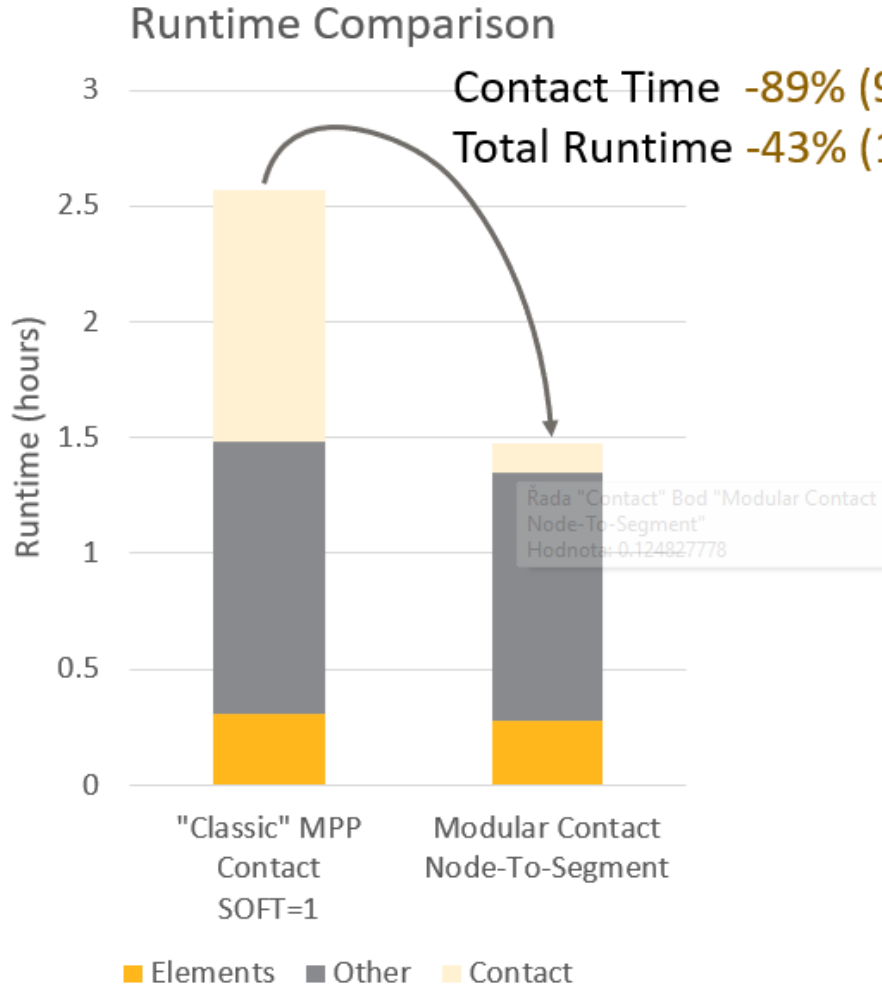 Runtime Comparison
Contact Time -89% (9
Total Runtime -43% (1
3
2.5
2
1.5
1
0.5
0
Runtime (hours)
Řada "Contact" Bod "Modular Contact
Node-To-Segment"
Hodnota: 0.124827778
"Classic" MPP
Contact
SOFT=1
Modular Contact
Node-To-Segment
Elements
Other
Contact